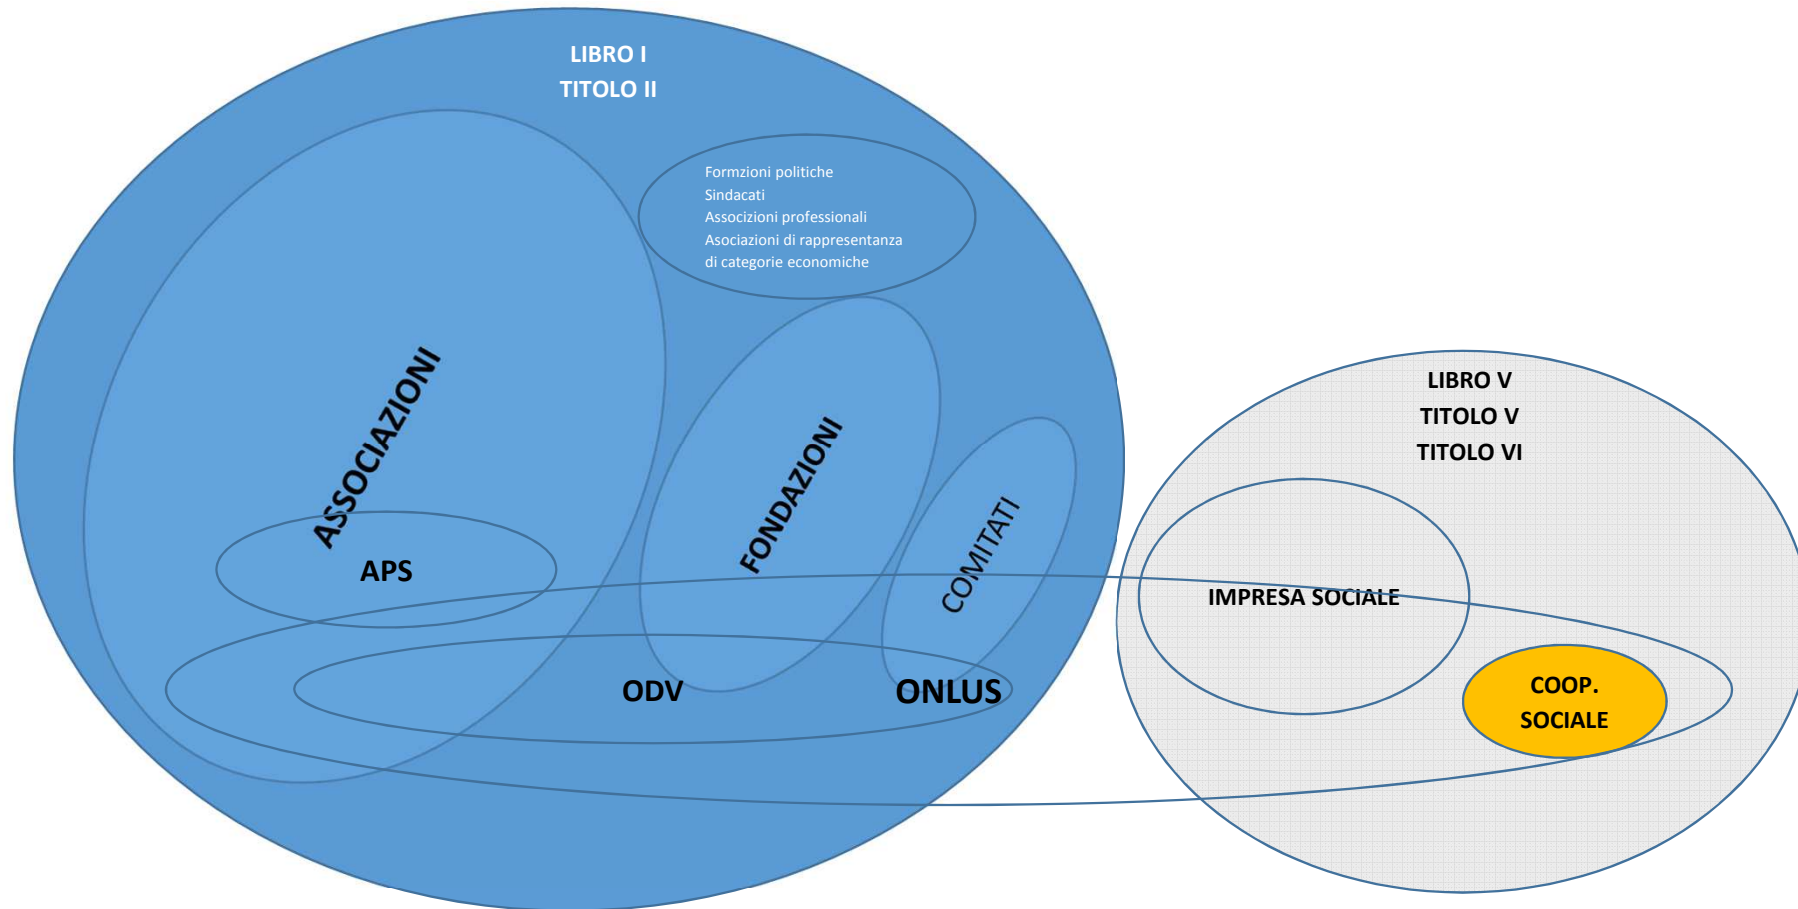 LIBRO I
TITOLO II
Formzioni politiche
Sindacati
Associzioni professionali
Asociazioni di rappresentanza
di categorie economiche
ASSOCIAZIONI
FONDAZIONI
COMITATI
APS
ODV
ONLUS
LIBRO V
TITOLO V
TITOLO VI
IMPRESA SOCIALE
COOP.
SOCIALE